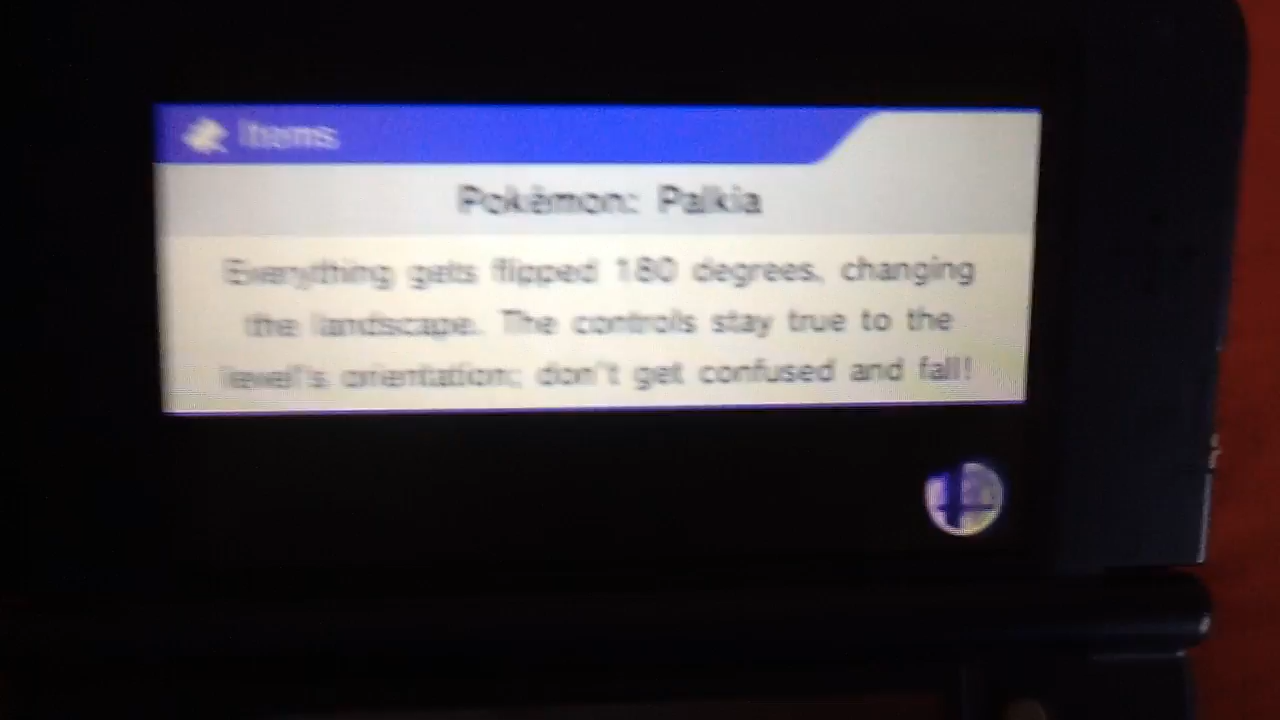 Items
Pokémon: Palkia
Everything gets flipped 180 degrees, changing
the landscape. The controls stay true to the
level's orientation; don't get confused and fall!